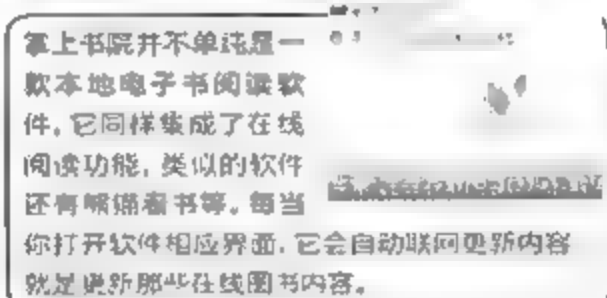 掌上书院并不单纯是一
款本地电子书阅读软
件，它同样集成了在线
阅读功能，类似的软件
还有熊猫看书等。每当
你打开软件相应界面，它会自动联网更新内容
就是更新那些在线图书内容。